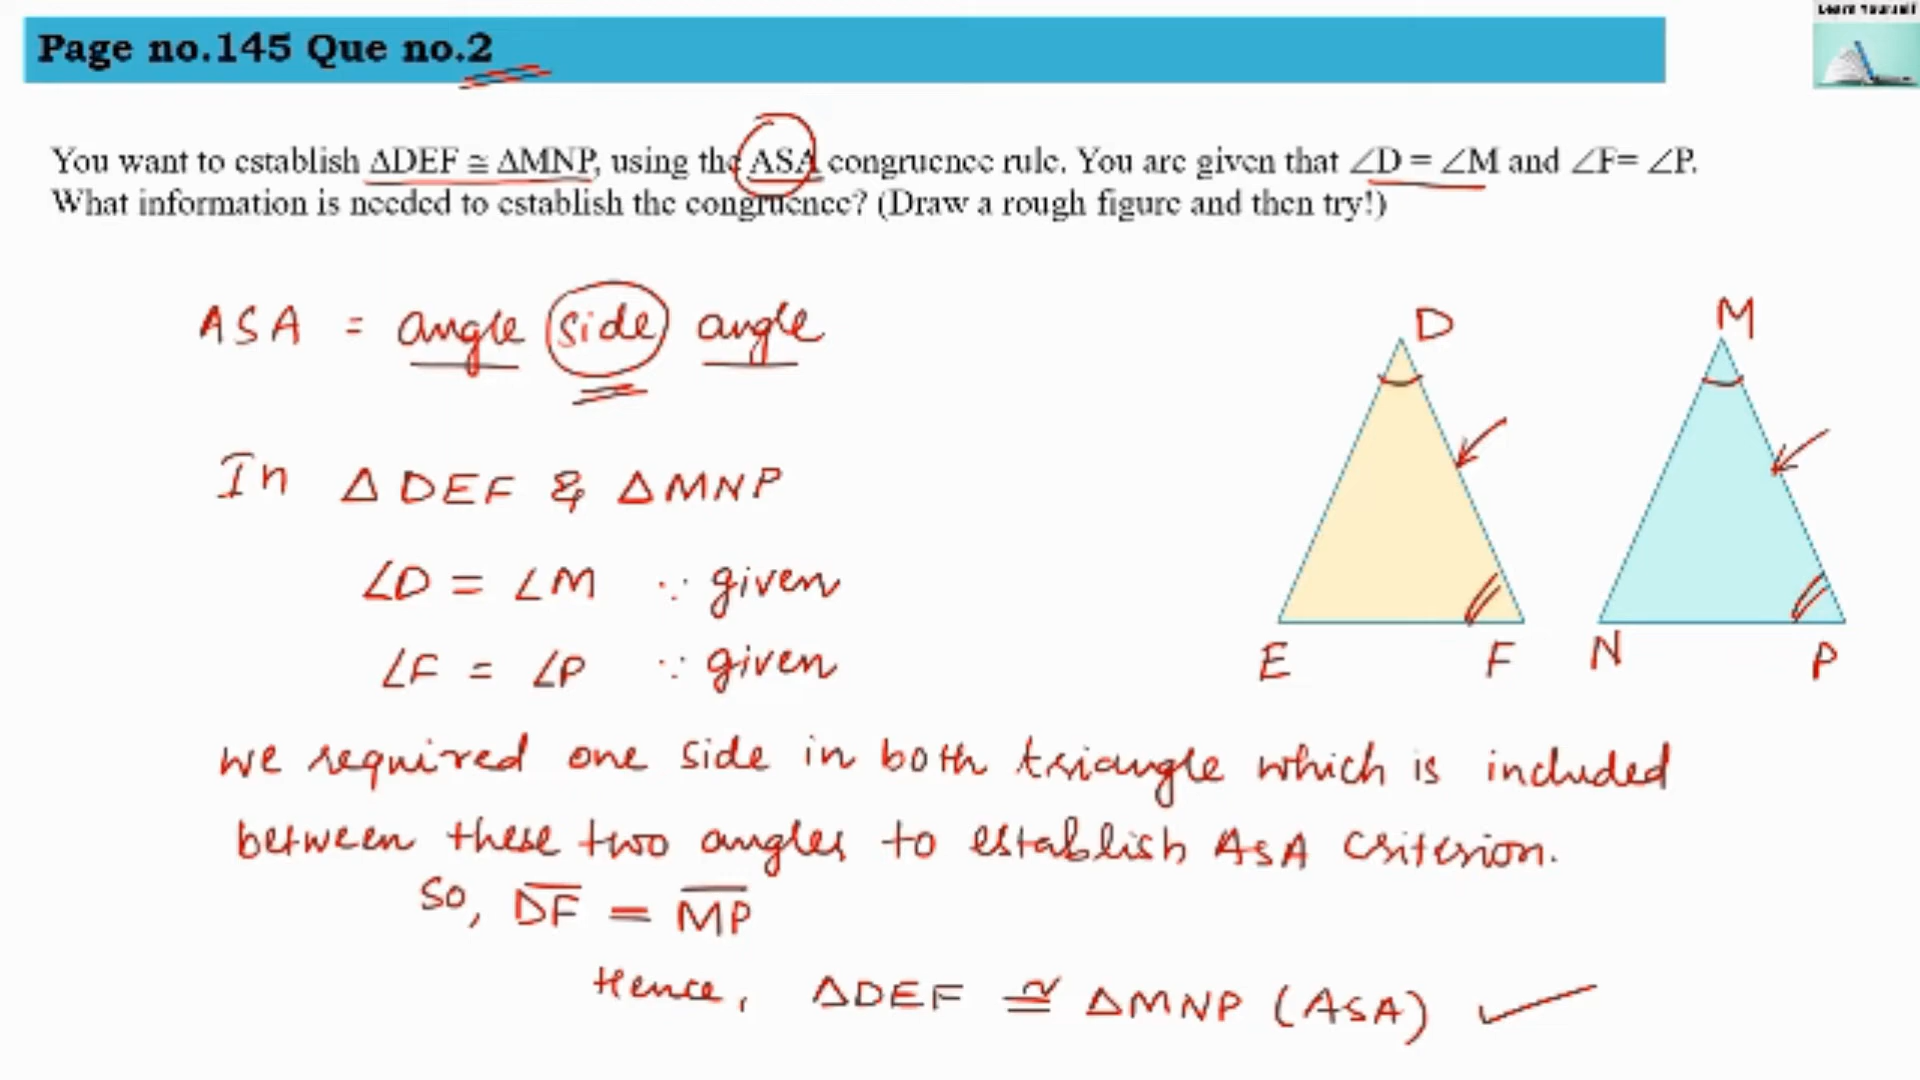 Learn Yourself
Page no.145 Que no.2
You want to establish ΔDEF ≅ ΔMNP, using the ASA congruence rule. You are given that ∠D = ∠M and ∠F= ∠P.
What information is needed to establish the congruence? (Draw a rough figure and then try!)
ASA = angle side angle
In Δ DEF & ΔMNP
∠D = ∠M ∵ given
∠F = ∠P ∵ given
D
M
E
F
N
P
we required one side in both triangle which is included
between these two angles to establish ASA criterion.
So, D̅F̅ = M̅P̅
Hence, ΔDEF ≅ ΔMNP (ASA)